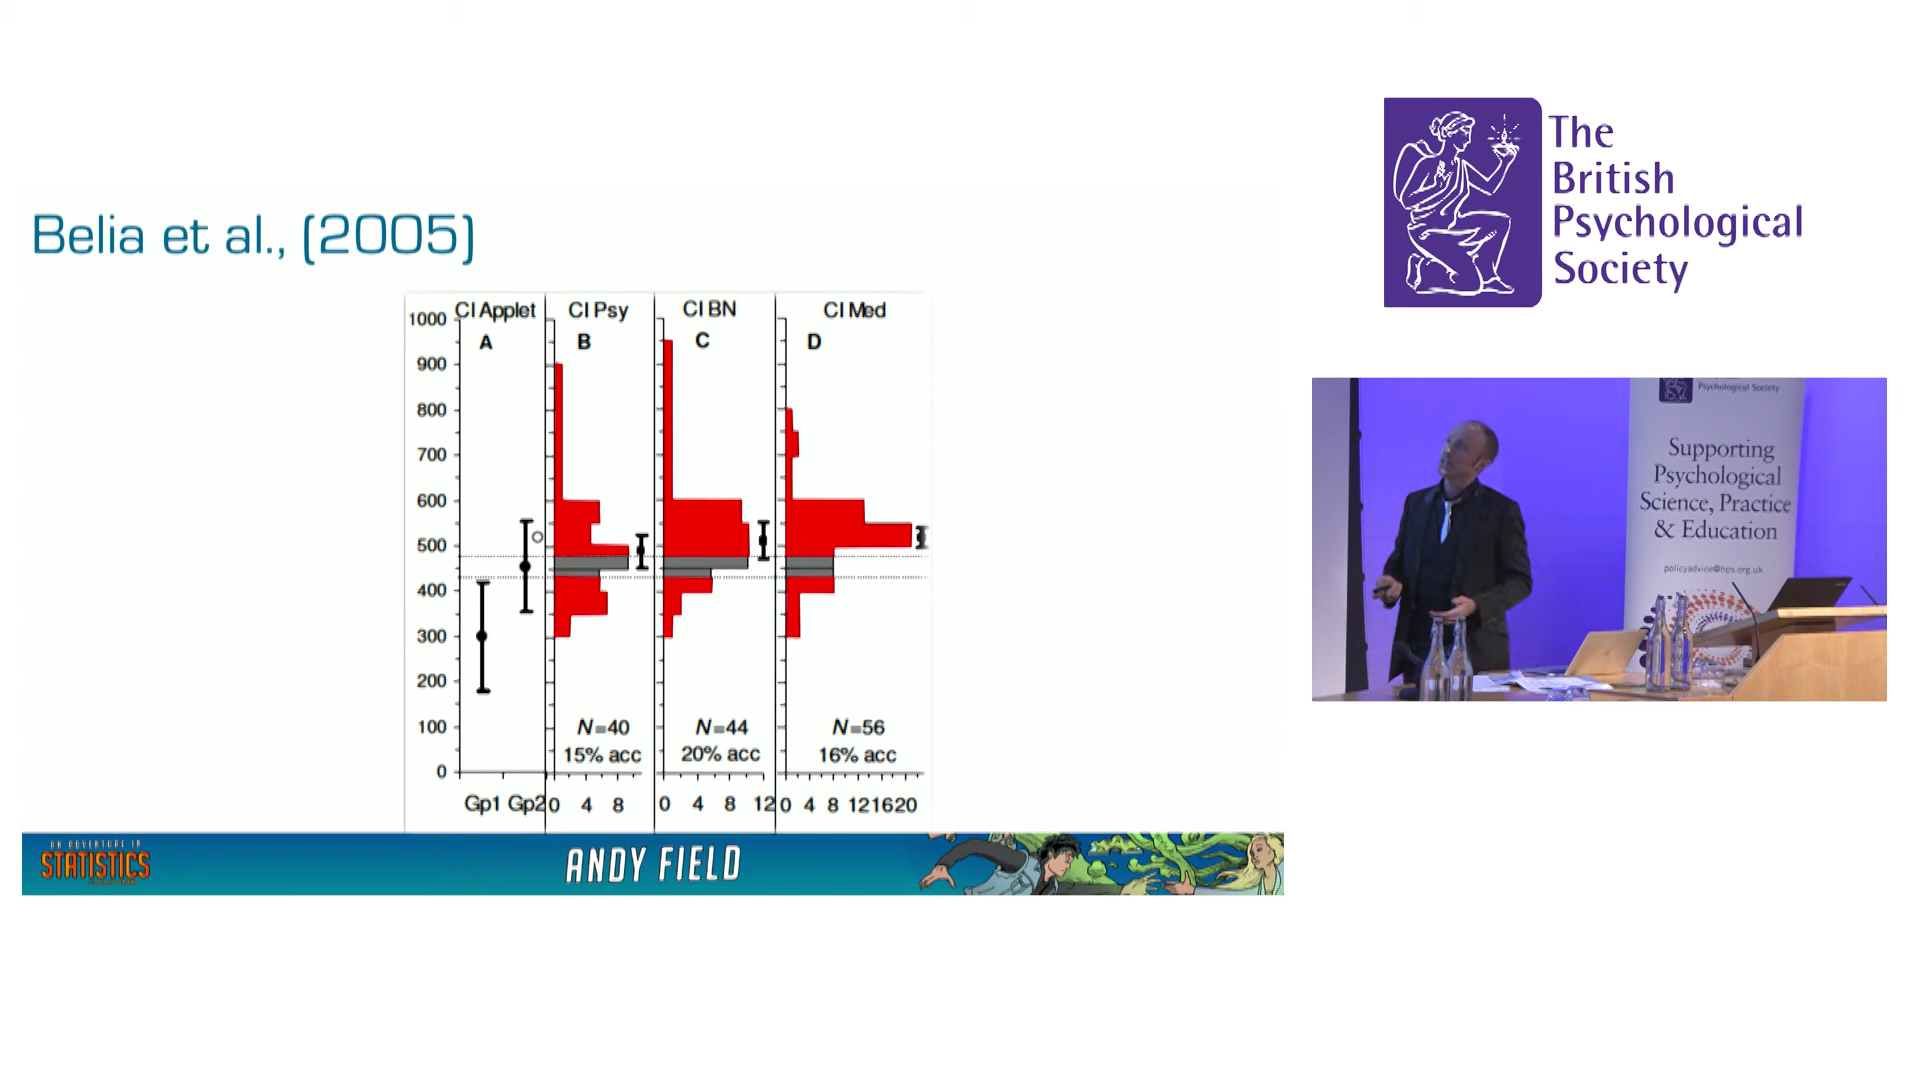 Belia et al., (2005)
CI Applet
CI Psy
CI BN
CI Med
A
B
C
D
1000
900
800
700
600
500
400
300
200
100
0
N=40
15% acc
N=44
20% acc
N=56
16% acc
Gp1 Gp2
0 4 8
0 4 8 12
0 4 8 12 16 20
AN ADVENTURE IN
STATISTICS
ANDY FIELD
The
British
Psychological
Society
Psychological Society
Supporting
Psychological
Science, Practice
& Education
policyadvice@bps.org.uk